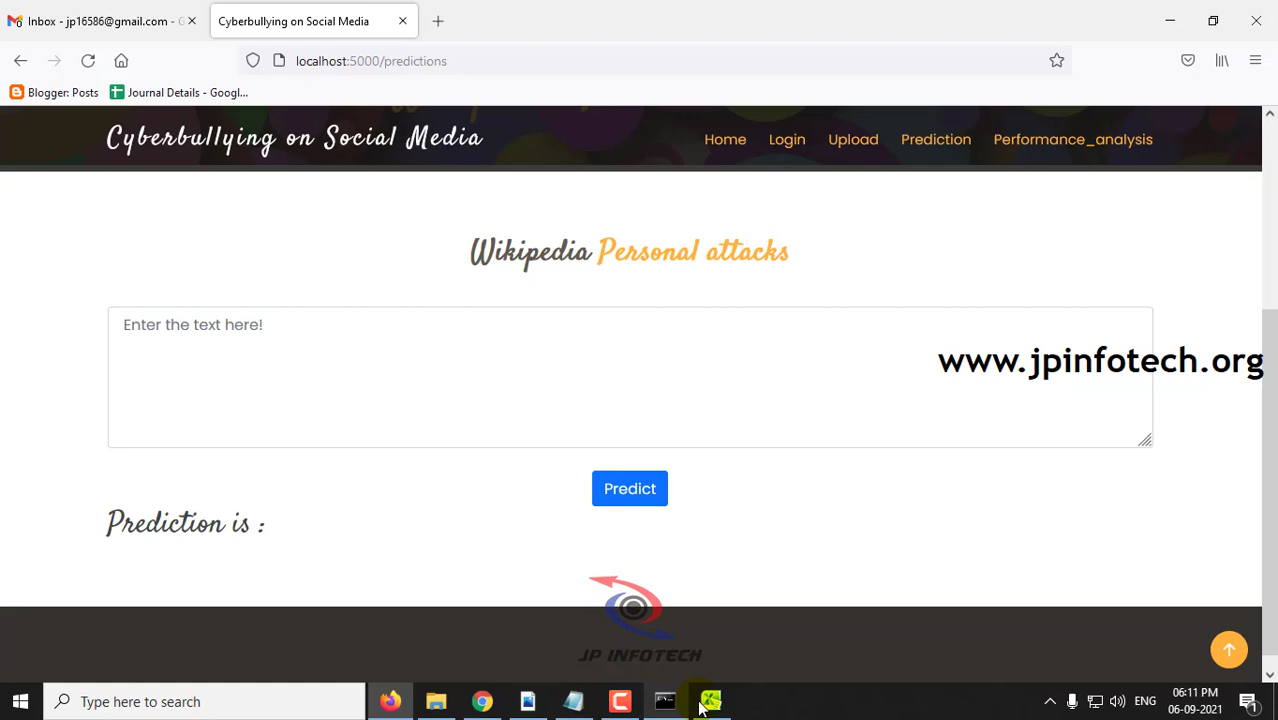 Inbox - jp16586@gmail.com - G
Cyberbullying on Social Media
localhost:5000/predictions
Blogger: Posts
Journal Details - Googl...
Cyberbullying on Social Media
Home
Login
Upload
Prediction
Performance_analysis
Wikipedia Personal attacks
Enter the text here!
www.jpinfotech.org
Predict
Prediction is :
JP INFOTECH
Type here to search
ENG
06:11 PM
06-09-2021
1